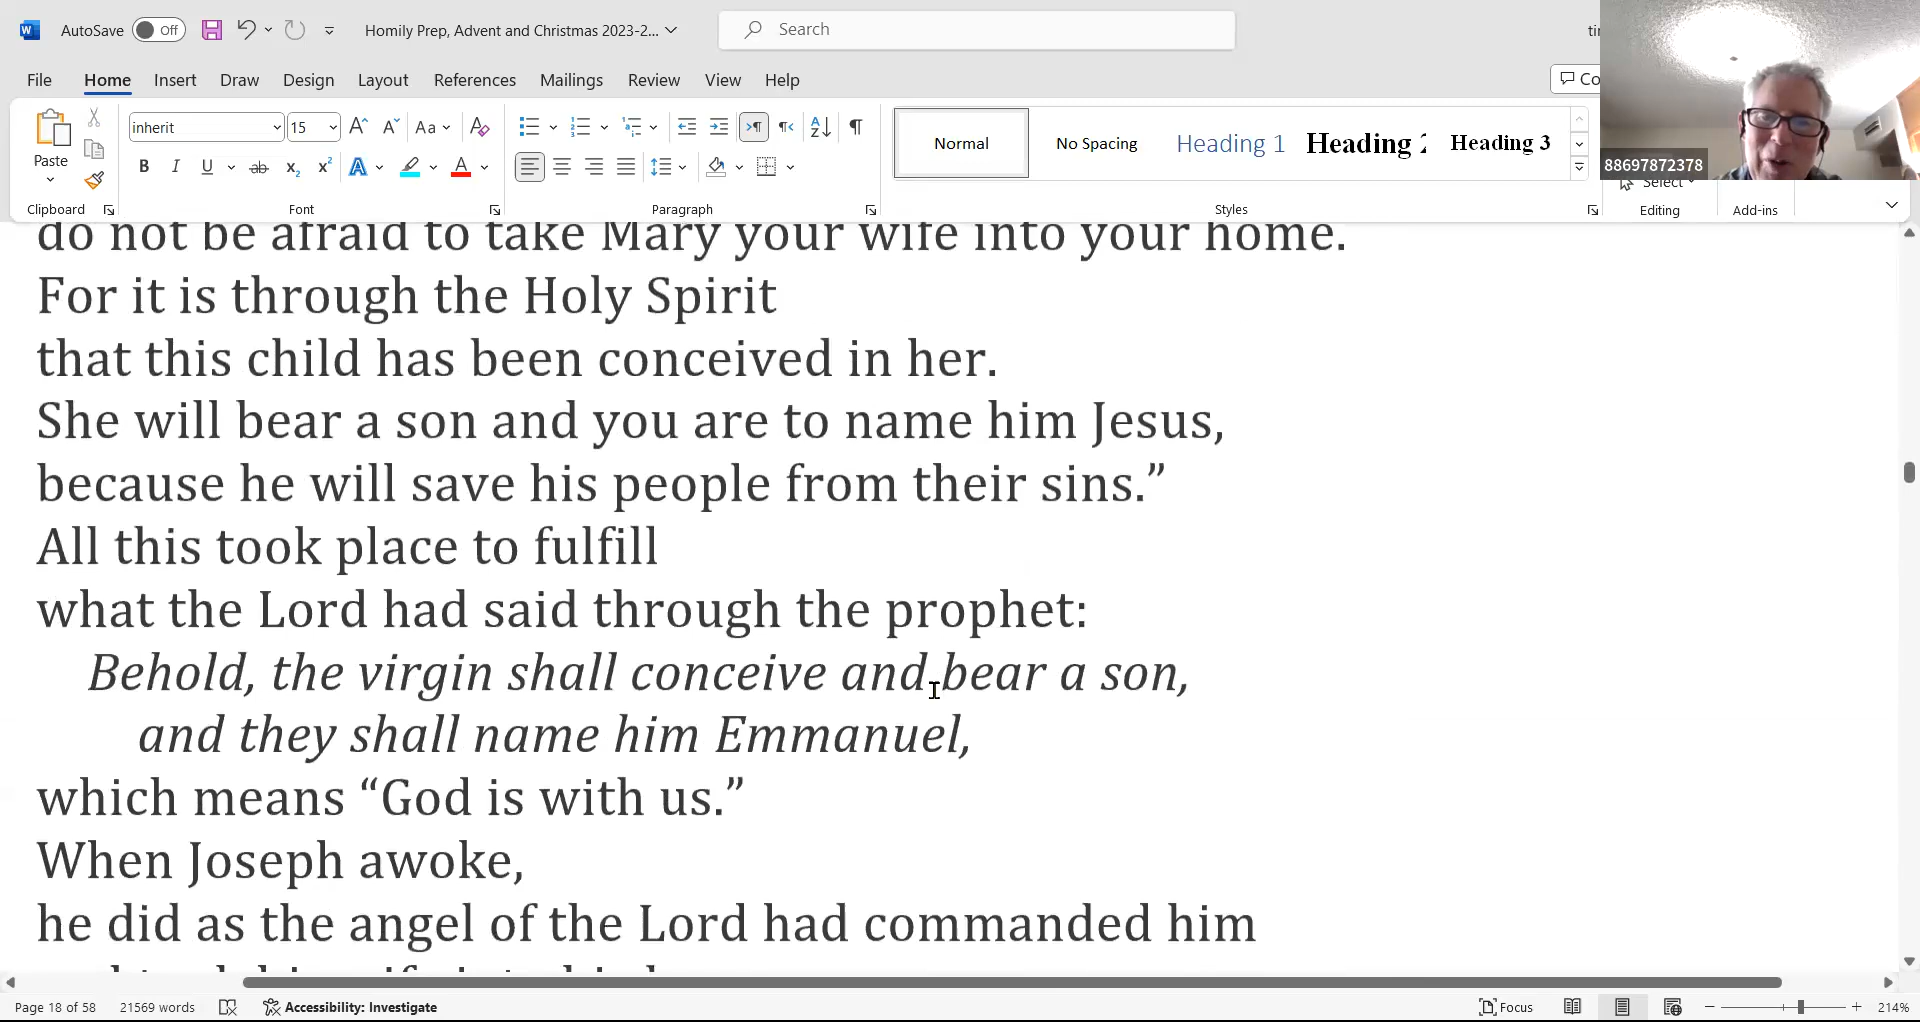 AutoSave Off Homily Prep, Advent and Christmas 2023-2... Search
File Home Insert Draw Design Layout References Mailings Review View Help
Paste
inherit 15 Aa
B I U ab x₂ x² A A
Normal No Spacing Heading 1 Heading 2 Heading 3
88697872378
Select
Clipboard Font Paragraph Styles Editing Add-ins
do not be afraid to take Mary your wife into your home.
For it is through the Holy Spirit
that this child has been conceived in her.
She will bear a son and you are to name him Jesus,
because he will save his people from their sins.”
All this took place to fulfill
what the Lord had said through the prophet:
Behold, the virgin shall conceive and bear a son,
and they shall name him Emmanuel,
which means “God is with us.”
When Joseph awoke,
he did as the angel of the Lord had commanded him
Page 18 of 58 21569 words Accessibility: Investigate Focus 214%